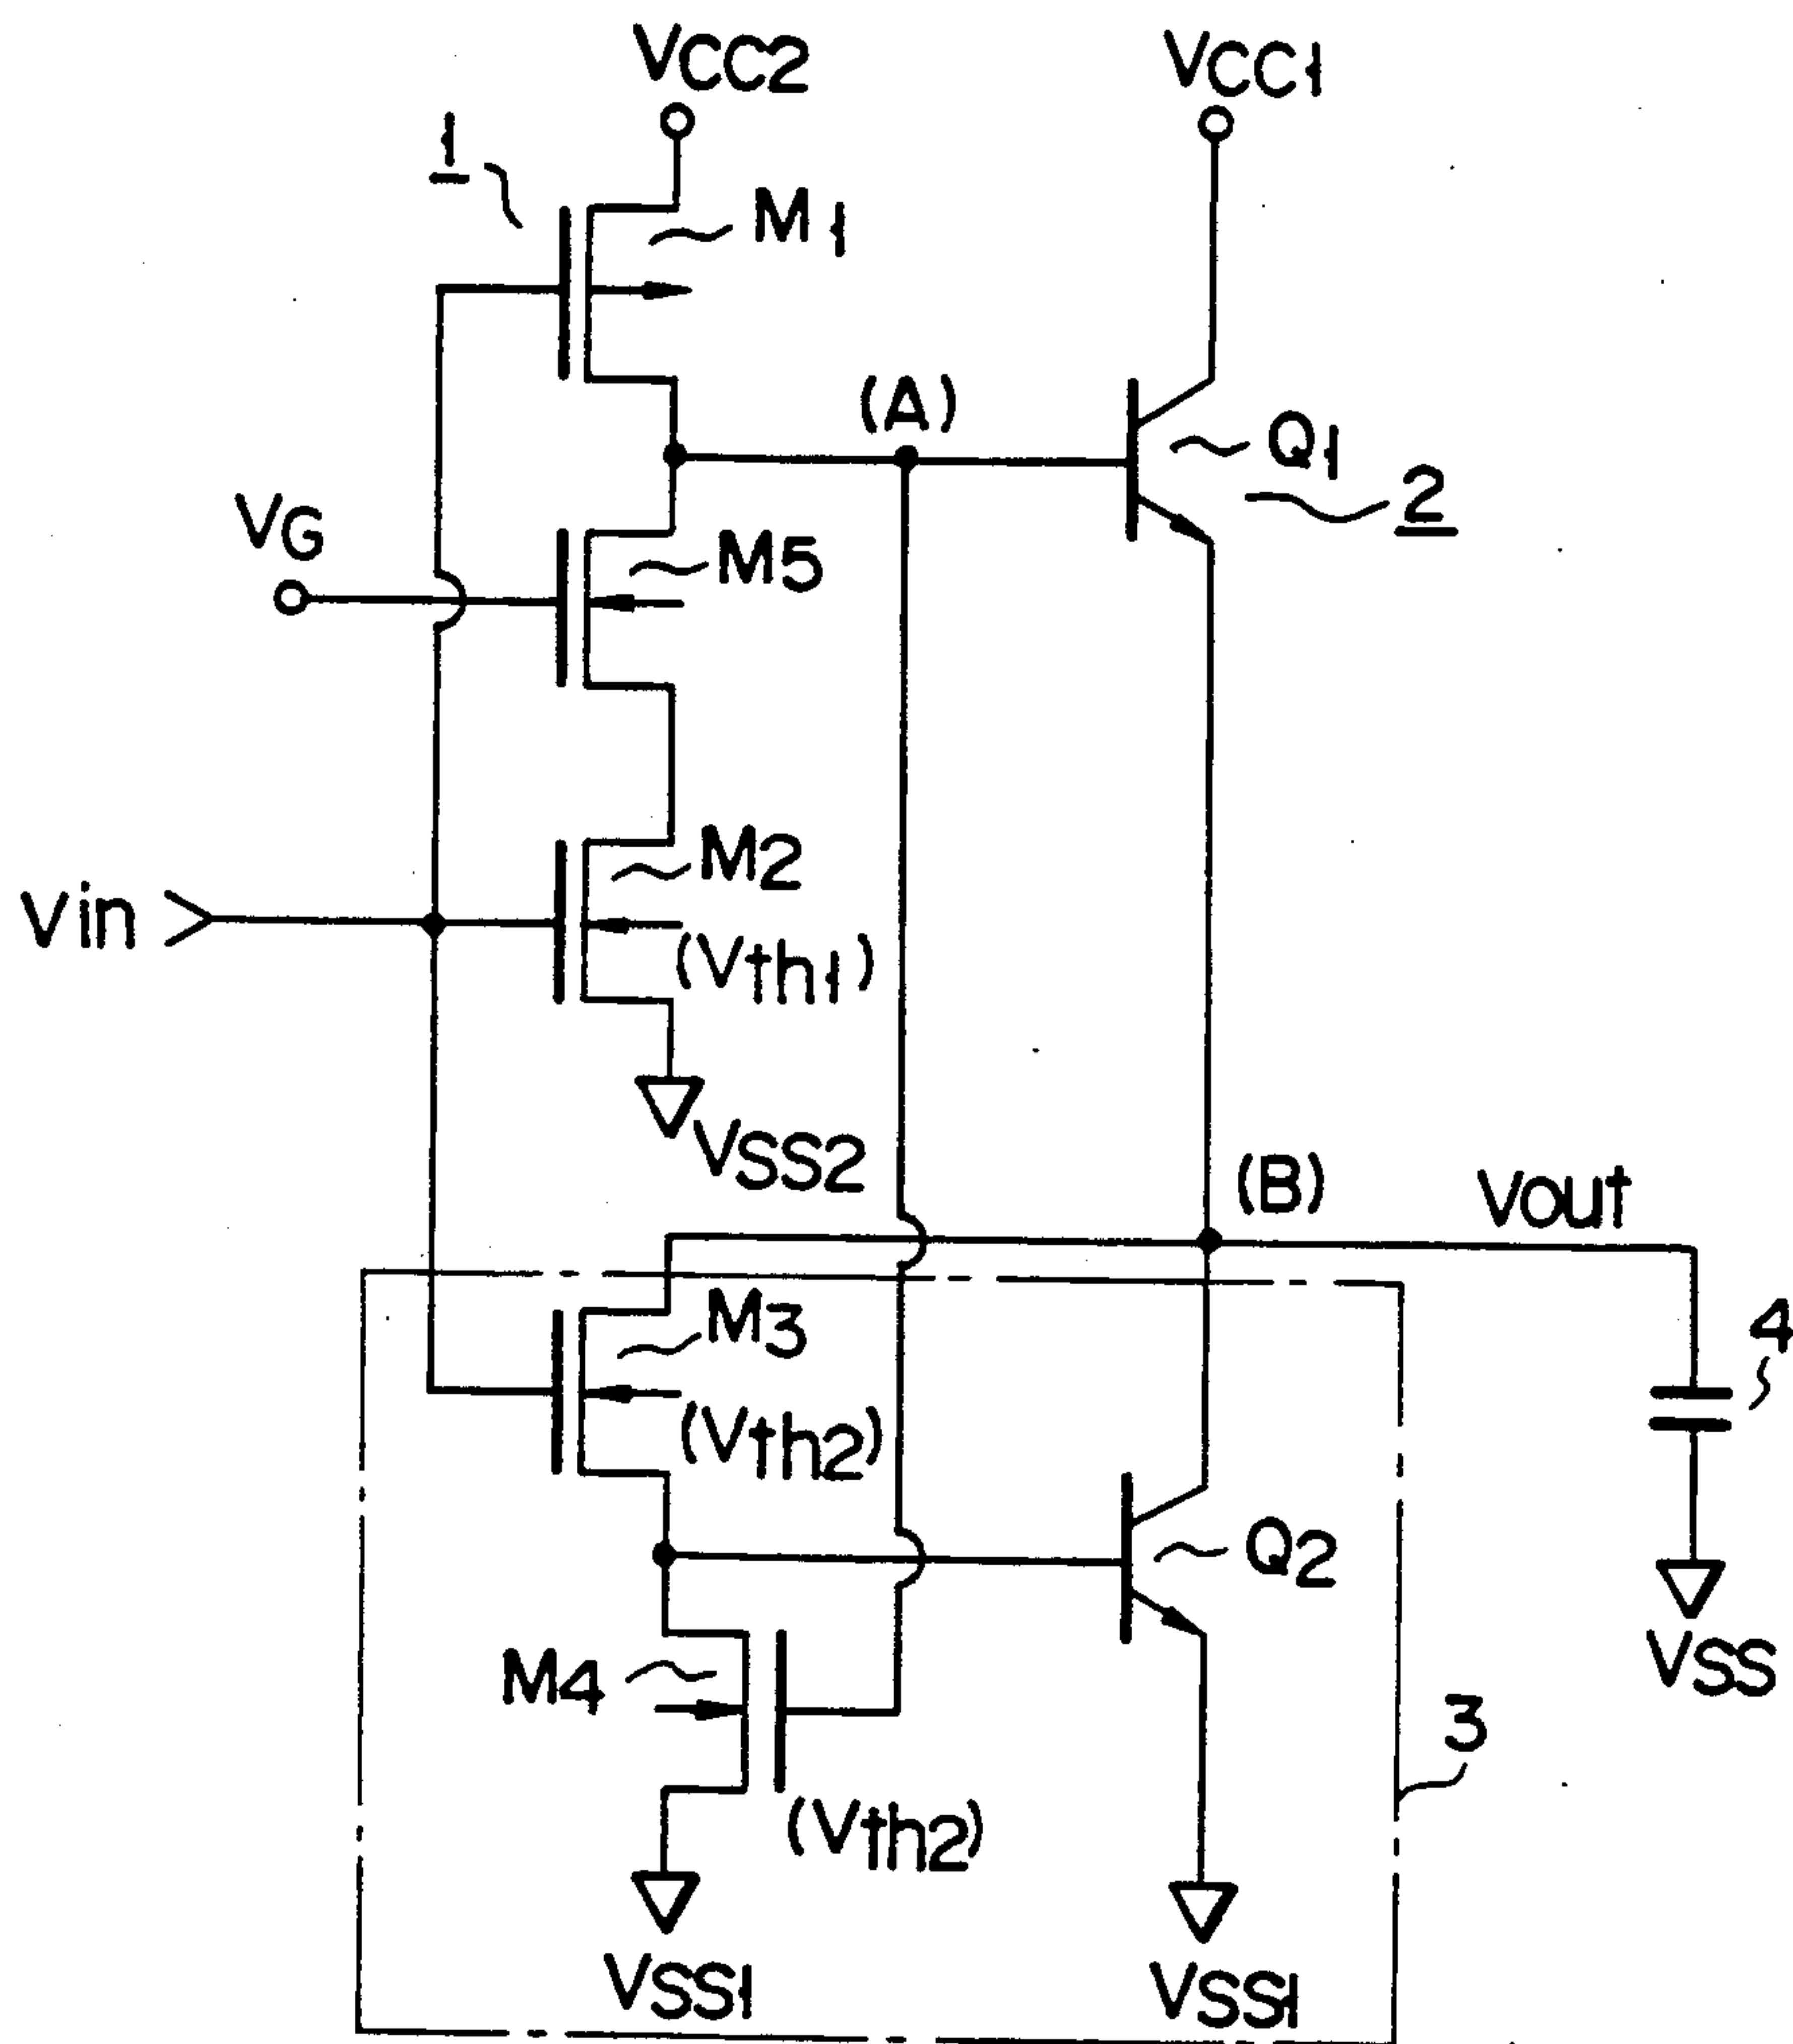 VCC2
VCC1
1
M1
(A)
Q1
2
VG
M5
M2
Vin
(Vth1)
VSS2
(B)
Vout
M3
4
(Vth2)
Q2
M4
VSS
3
(Vth2)
VSS1
VSS1